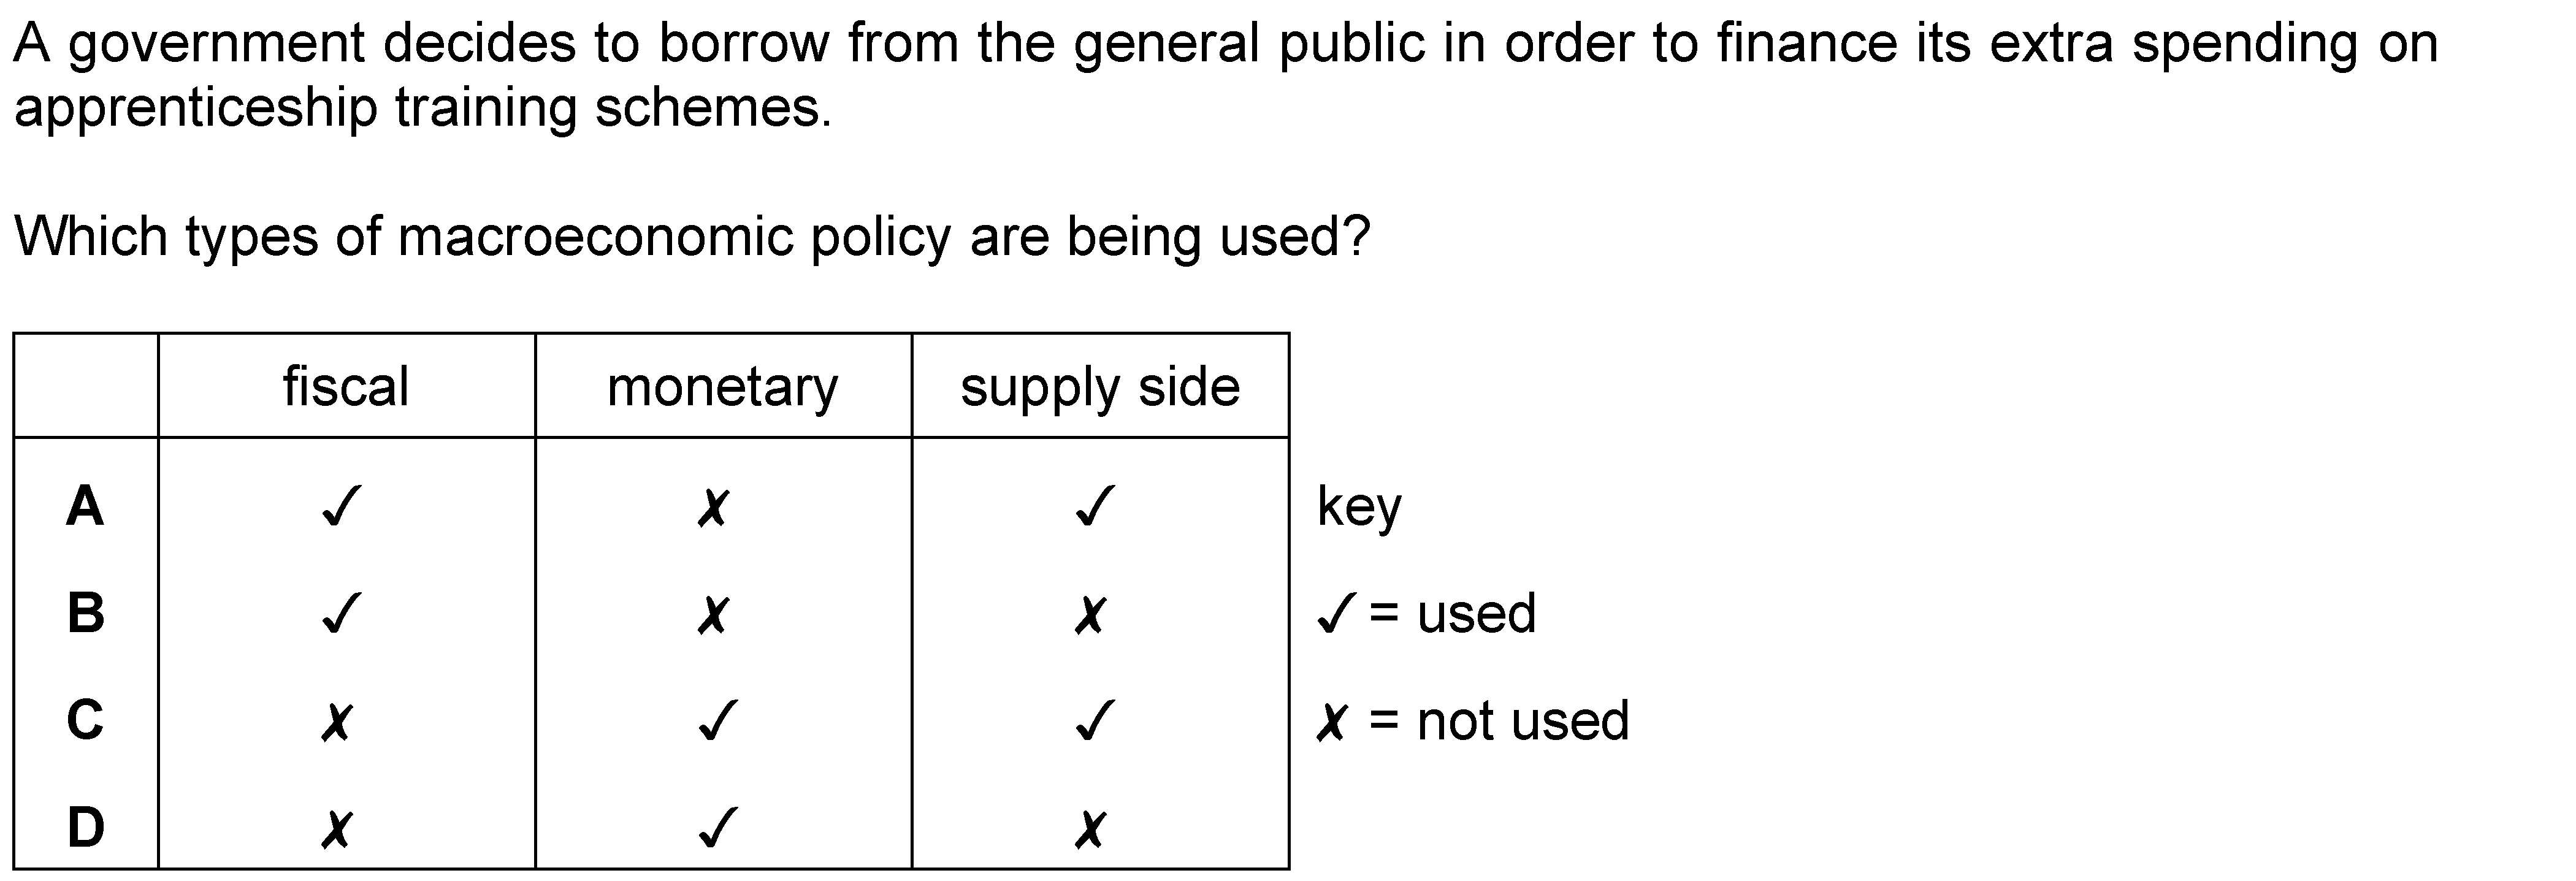 A government decides to borrow from the general public in order to finance its extra spending on
apprenticeship training schemes.
Which types of macroeconomic policy are being used?
fiscal monetary supply side
A ✓ ✗ ✓ key
B ✓ ✗ ✗ ✓ = used
C ✗ ✓ ✓ ✗ = not used
D ✗ ✓ ✗